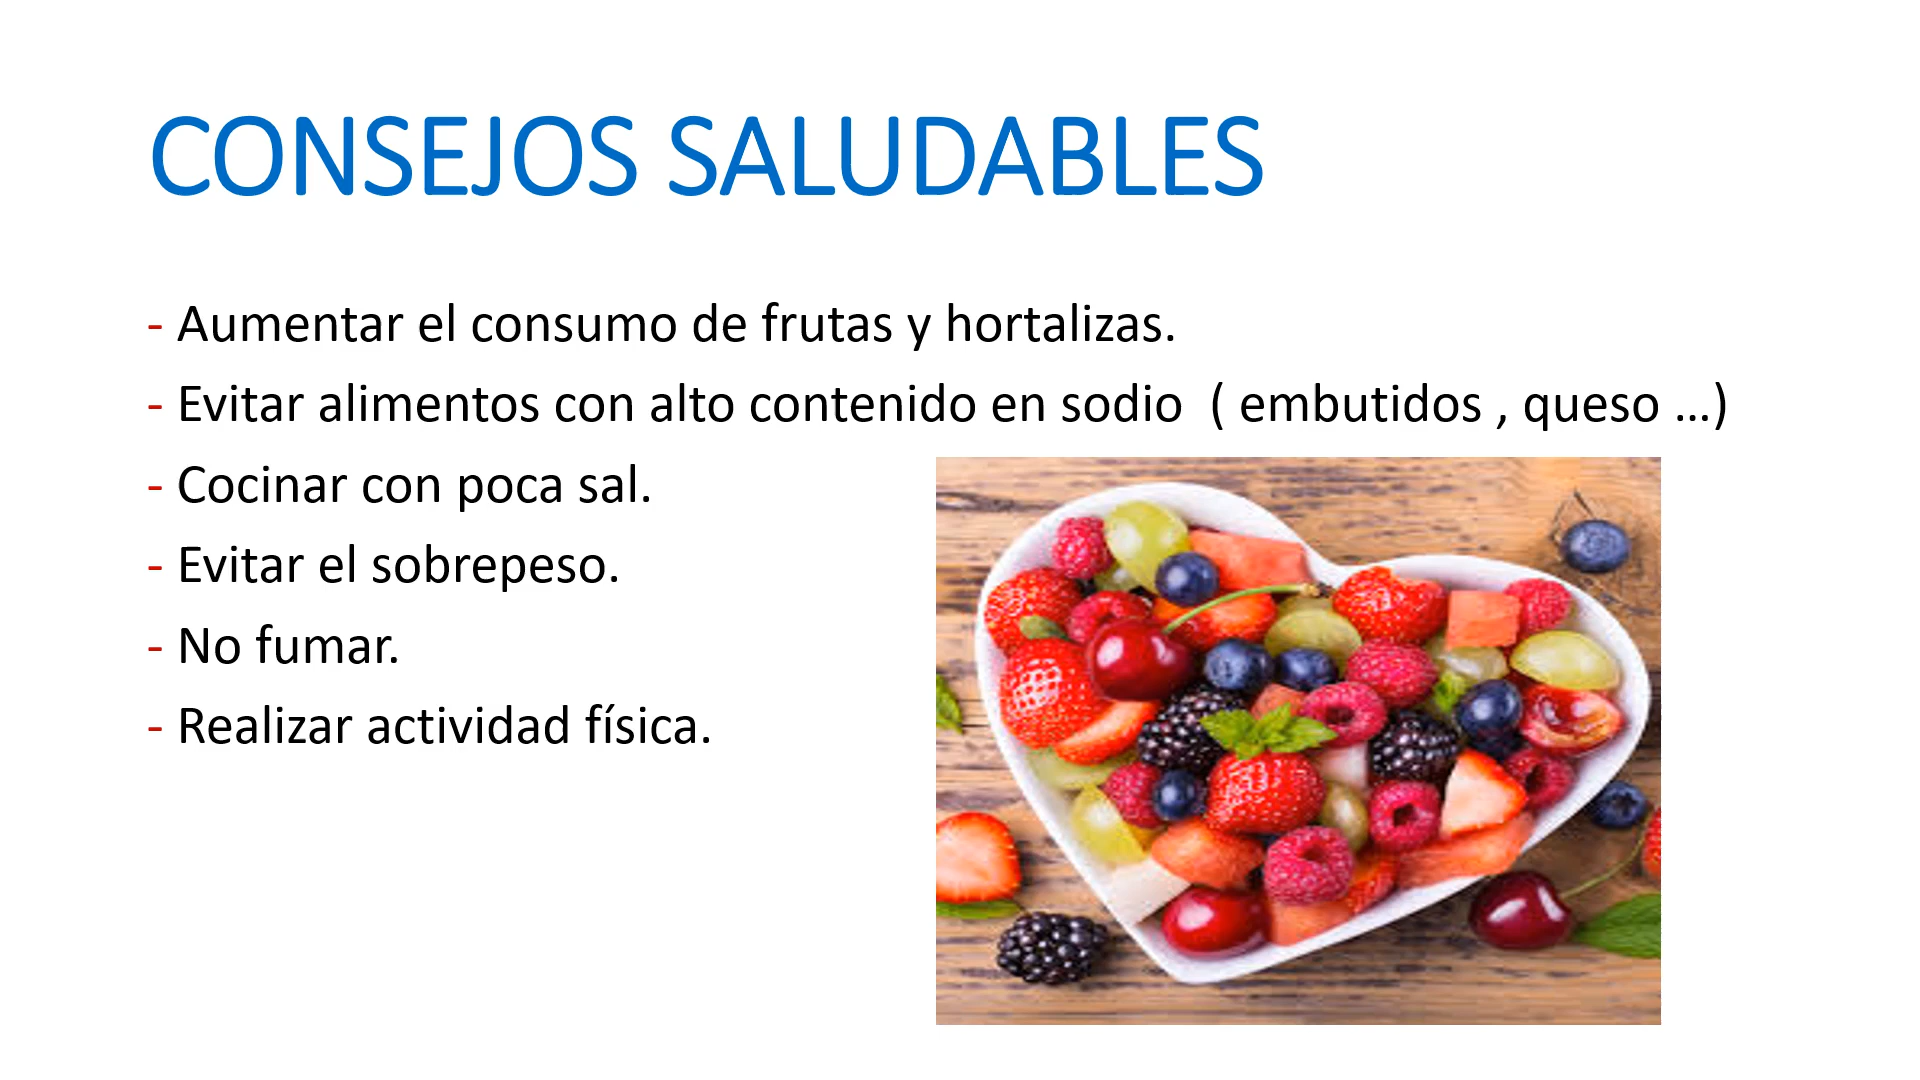 CONSEJOS SALUDABLES
- Aumentar el consumo de frutas y hortalizas.
- Evitar alimentos con alto contenido en sodio  ( embutidos , queso ...)
- Cocinar con poca sal.
- Evitar el sobrepeso.
- No fumar.
- Realizar actividad física.